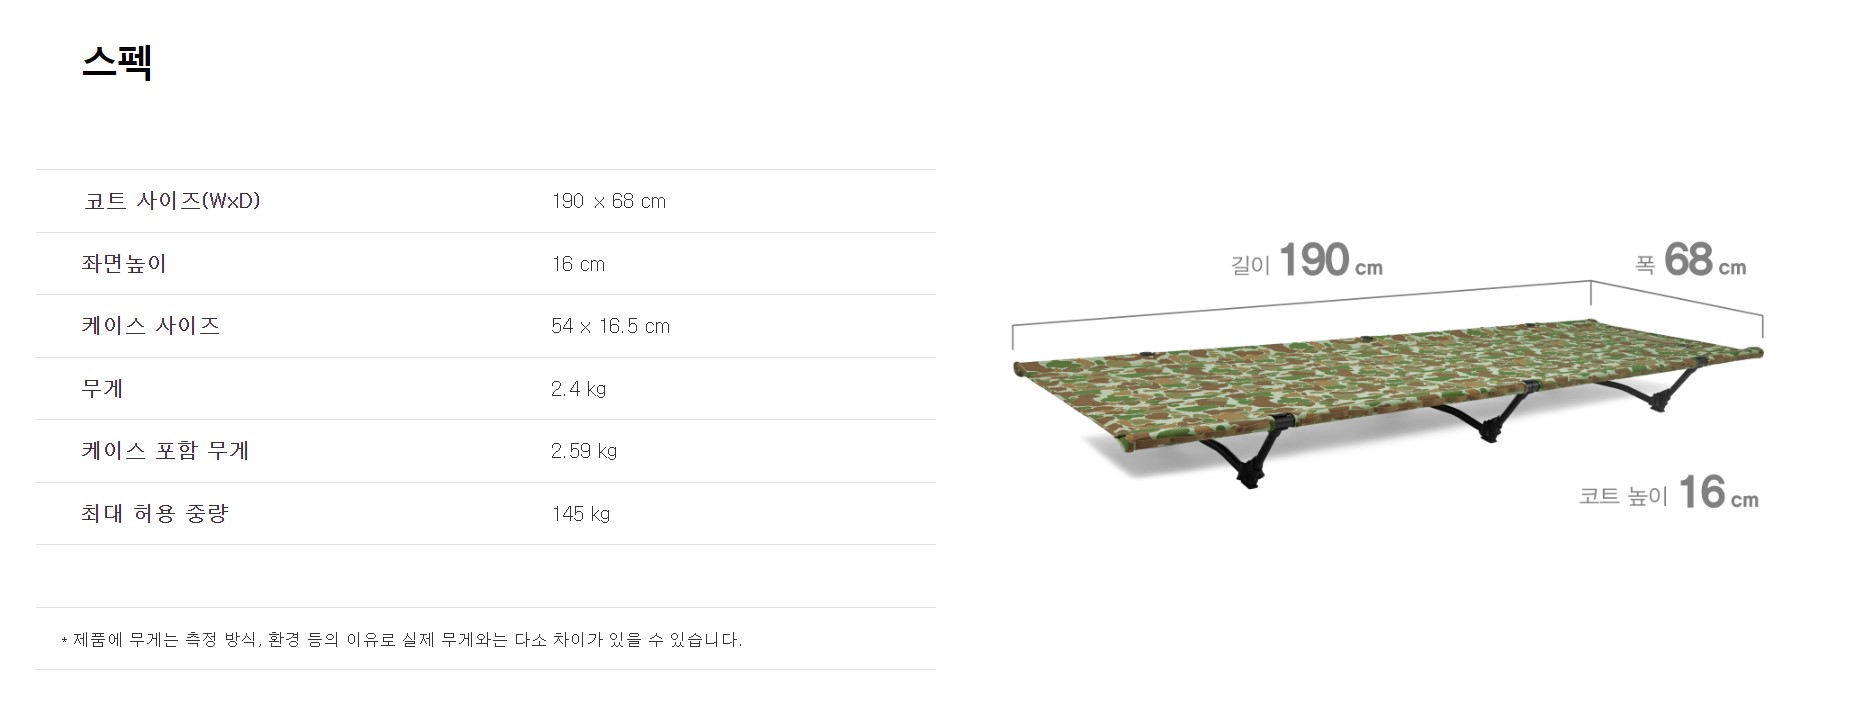 스펙
코트 사이즈(WxD) 190 x 68 cm
좌면높이 16 cm
케이스 사이즈 54 x 16.5 cm
무게 2.4 kg
케이스 포함 무게 2.59 kg
최대 허용 중량 145 kg
* 제품에 무게는 측정 방식, 환경 등의 이유로 실제 무게와는 다소 차이가 있을 수 있습니다.
길이 190 cm
폭 68 cm
코트 높이 16 cm